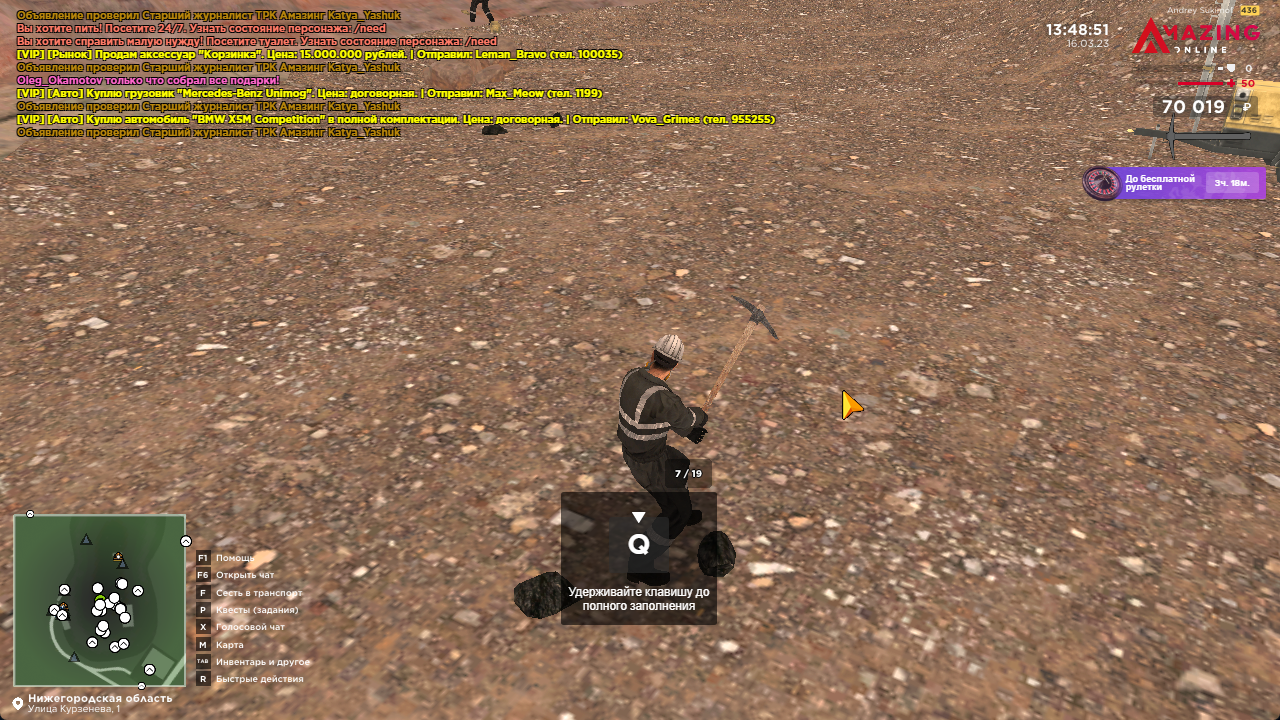 Объявление проверил Старший журналист ТРК Амазинг Katya_Yashuk
Вы хотите пить! Посетите 24/7. Узнать состояние персонажа: /need
Вы хотите справить малую нужду! Посетите туалет. Узнать состояние персонажа: /need
[VIP] [Рынок] Продам аксессуар "Корзинка". Цена: 15.000.000 рублей. | Отправил: Leman_Bravo (тел. 100035)
Объявление проверил Старший журналист ТРК Амазинг Katya_Yashuk
Oleg_Okamotov только что собрал все подарки!
[VIP] [Авто] Куплю грузовик "Mercedes-Benz Unimog". Цена: договорная. | Отправил: Max_Meow (тел. 1199)
Объявление проверил Старший журналист ТРК Амазинг Katya_Yashuk
[VIP] [Авто] Куплю автомобиль "BMW X5M Competition" в полной комплектации. Цена: договорная. | Отправил: Vova_Grimes (тел. 955255)
Объявление проверил Старший журналист ТРК Амазинг Katya_Yashuk
Andrey Sukimof 436
13:48:51
16.03.23
AMAZING
ONLINE
0
50
70 019 ₽
До бесплатной
рулетки
3ч. 18м.
7 / 19
Q
Удерживайте клавишу до
полного заполнения
F1 Помощь
F6 Открыть чат
F Сесть в транспорт
P Квесты (задания)
X Голосовой чат
M Карта
TAB Инвентарь и другое
R Быстрые действия
Нижегородская область
Улица Курзенева, 1